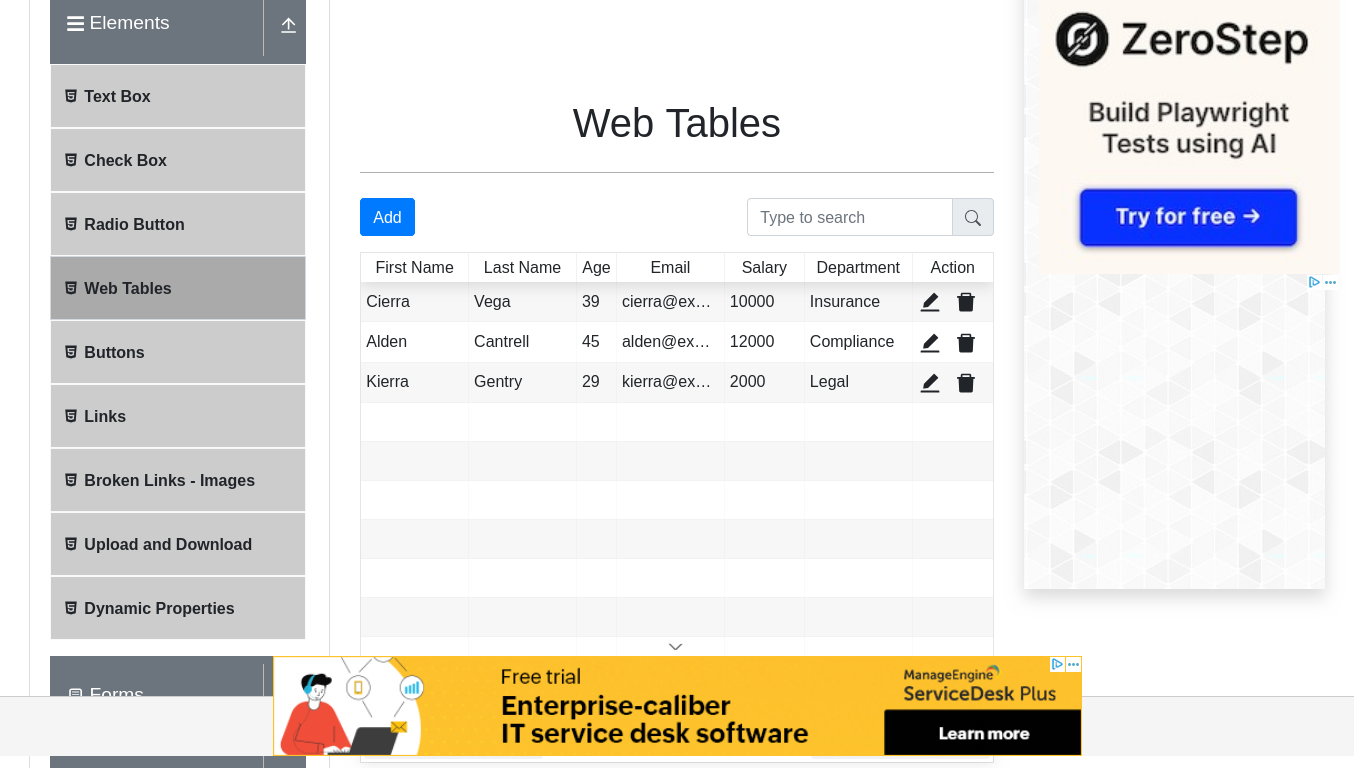 Elements
Text Box
Check Box
Radio Button
Web Tables
Buttons
Links
Broken Links - Images
Upload and Download
Dynamic Properties
Forms
Web Tables
Add
Type to search
First Name Last Name Age Email Salary Department Action
Cierra Vega 39 cierra@ex… 10000 Insurance
Alden Cantrell 45 alden@ex… 12000 Compliance
Kierra Gentry 29 kierra@ex… 2000 Legal
ZeroStep
Build Playwright
Tests using AI
Try for free →
Free trial
Enterprise-caliber
IT service desk software
ManageEngine
ServiceDesk Plus
Learn more